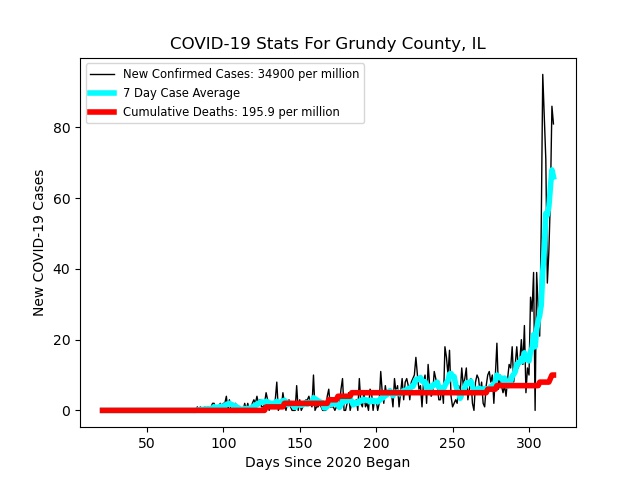 COVID-19 Stats For Grundy County, IL
New Confirmed Cases: 34900 per million
7 Day Case Average
Cumulative Deaths: 195.9 per million
New COVID-19 Cases
80
60
40
20
0
50 100 150 200 250 300
Days Since 2020 Began